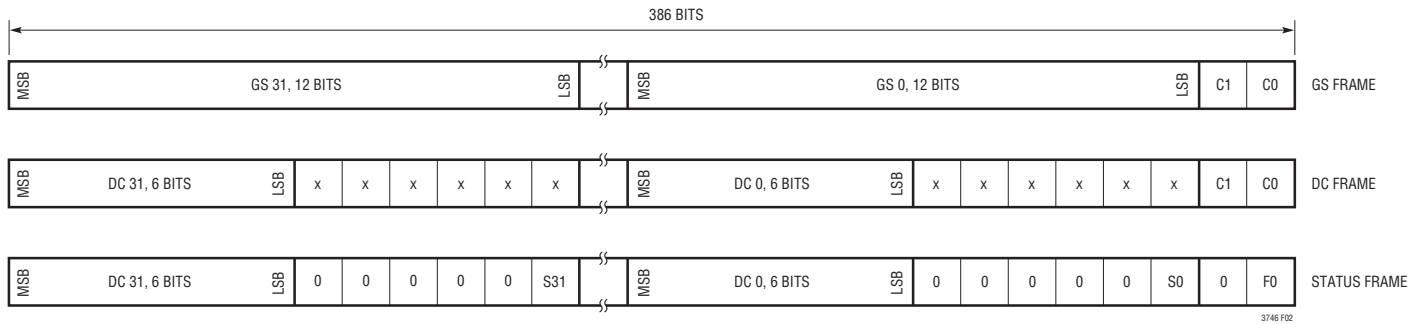 386 BITS
MSB GS 31, 12 BITS LSB MSB GS 0, 12 BITS LSB C1 C0 GS FRAME
MSB DC 31, 6 BITS LSB x x x x x x MSB DC 0, 6 BITS LSB x x x x x x C1 C0 DC FRAME
MSB DC 31, 6 BITS LSB 0 0 0 0 0 S31 MSB DC 0, 6 BITS LSB 0 0 0 0 0 S0 0 F0 STATUS FRAME
3746 F02